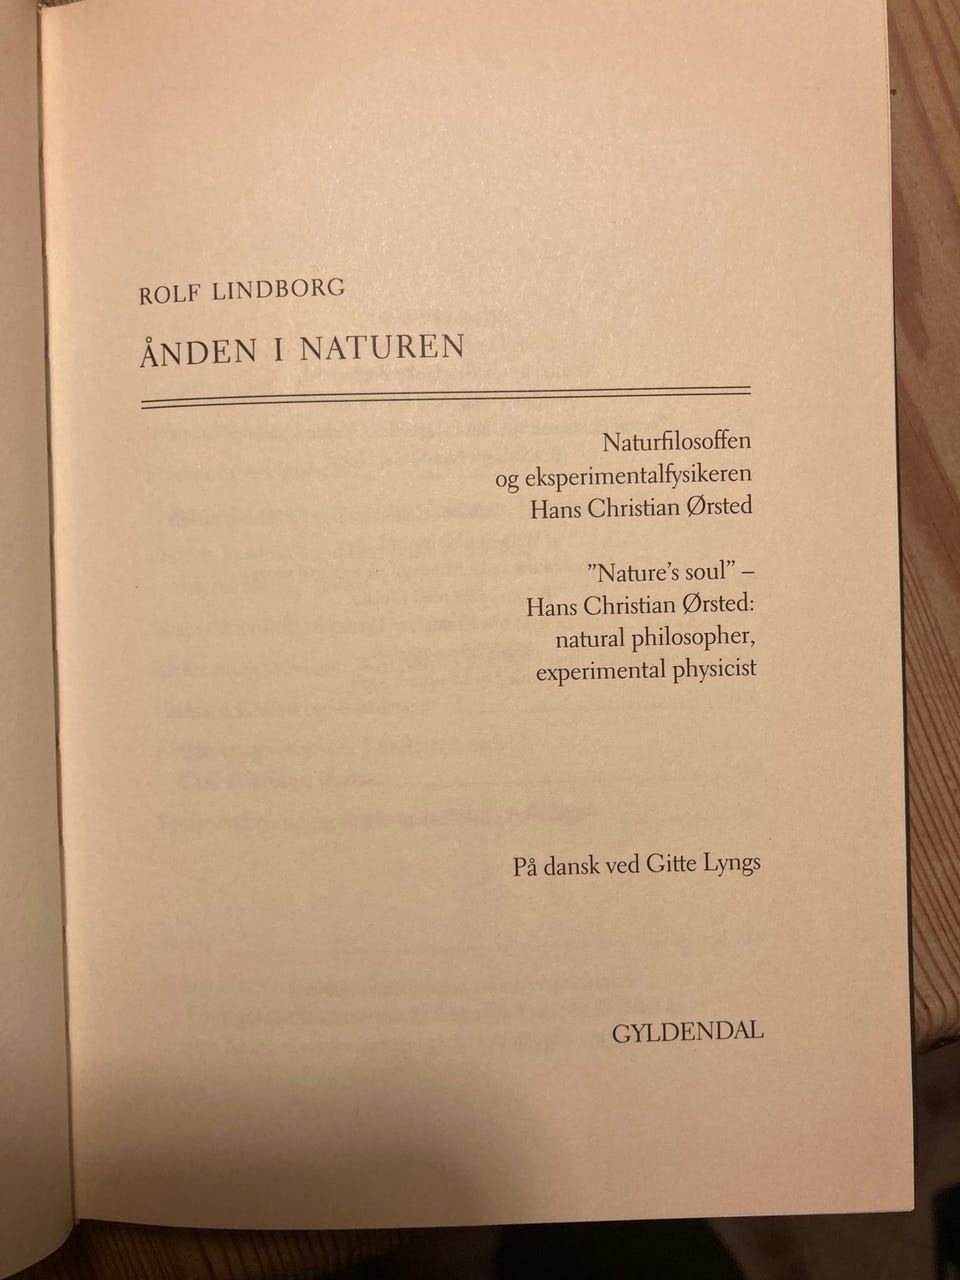 ROLF LINDBORG
ÅNDEN I NATUREN
Naturfilosoffen
og eksperimentalfysikeren
Hans Christian Ørsted
”Nature’s soul” –
Hans Christian Ørsted:
natural philosopher,
experimental physicist
På dansk ved Gitte Lyngs
GYLDENDAL